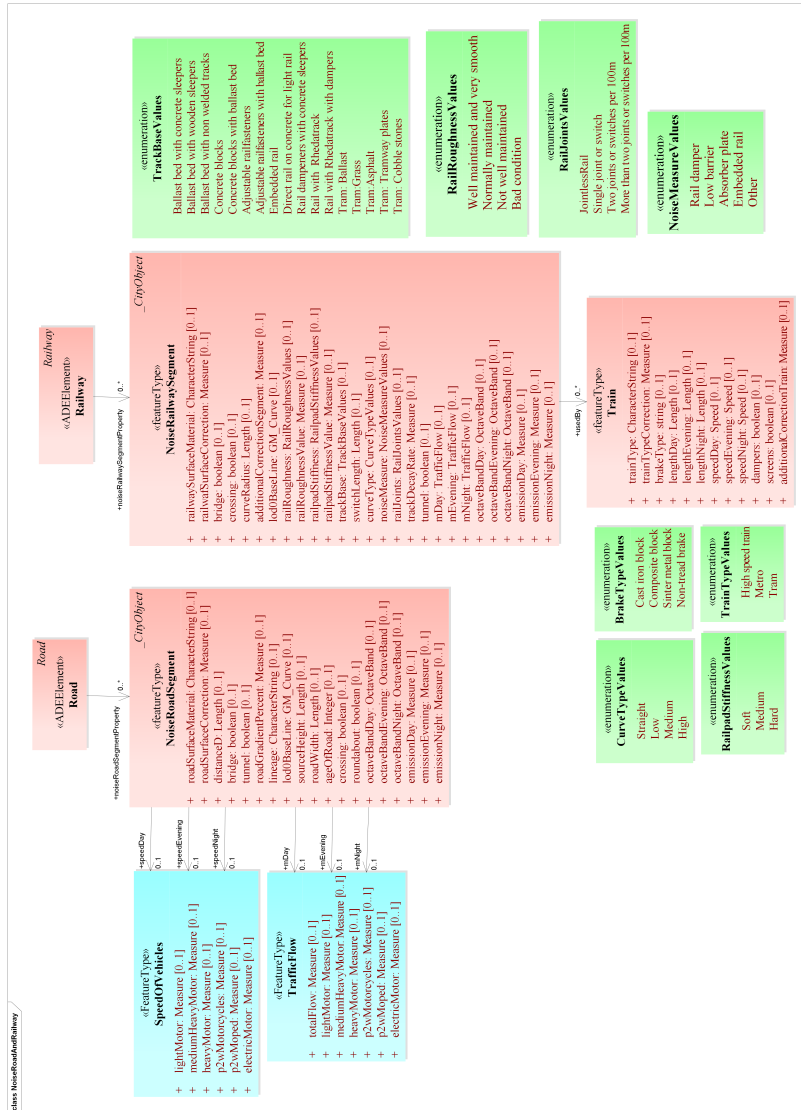 class NoiseRoadAndRailway
«FeatureType»
SpeedOfVehicles
+ lightMotor: Measure [0..1]
+ mediumHeavyMotor: Measure [0..1]
+ heavyMotor: Measure [0..1]
+ p2wMotorcycles: Measure [0..1]
+ p2wMoped: Measure [0..1]
+ electricMotor: Measure [0..1]
«FeatureType»
TrafficFlow
+ totalFlow: Measure [0..1]
+ lightMotor: Measure [0..1]
+ mediumHeavyMotor: Measure [0..1]
+ heavyMotor: Measure [0..1]
+ p2wMotorcycles: Measure [0..1]
+ p2wMoped: Measure [0..1]
+ electricMotor: Measure [0..1]
+speedDay
0..1
+speedEvening
0..1
+speedNight
0..1
+mDay
0..1
+mEvening
0..1
+mNight
0..1
Road
«ADEElement»
Road
+noiseRoadSegmentProperty
0..*
_CityObject
«featureType»
NoiseRoadSegment
+ roadSurfaceMaterial: CharacterString [0..1]
+ roadSurfaceCorrection: Measure [0..1]
+ distanceD: Length [0..1]
+ bridge: boolean [0..1]
+ tunnel: boolean [0..1]
+ roadGradientPercent: Measure [0..1]
+ lineage: CharacterString [0..1]
+ lod0BaseLine: GM_Curve [0..1]
+ sourceHeight: Length [0..1]
+ roadWidth: Length [0..1]
+ ageOfRoad: Integer [0..1]
+ crossing: boolean [0..1]
+ roundabout: boolean [0..1]
+ octaveBandDay: OctaveBand [0..1]
+ octaveBandEvening: OctaveBand [0..1]
+ octaveBandNight: OctaveBand [0..1]
+ emissionDay: Measure [0..1]
+ emissionEvening: Measure [0..1]
+ emissionNight: Measure [0..1]
Railway
«ADEElement»
Railway
+noiseRailwaySegmentProperty
0..*
_CityObject
«featureType»
NoiseRailwaySegment
+ railwaySurfaceMaterial: CharacterString [0..1]
+ railwatSurfaceCorrection: Measure [0..1]
+ bridge: boolean [0..1]
+ crossing: boolean [0..1]
+ curveRadius: Length [0..1]
+ additionalCorrectionSegment: Measure [0..1]
+ lod0BaseLine: GM_Curve [0..1]
+ railRoughness: RailRoughnessValues [0..1]
+ railRoughnessValue: Measure [0..1]
+ railpadStiffness: RailpadStiffnessValues [0..1]
+ railpadStiffnessValue: Measure [0..1]
+ trackBase: TrackBaseValues [0..1]
+ switchLength: Length [0..1]
+ curveType: CurveTypeValues [0..1]
+ noiseMeasure: NoiseMeasureValues [0..1]
+ railJoints: RailJointsValues [0..1]
+ trackDecayRate: Measure [0..1]
+ tunnel: boolean [0..1]
+ mDay: TrafficFlow [0..1]
+ mEvening: TrafficFlow [0..1]
+ mNight: TrafficFlow [0..1]
+ octaveBandDay: OctaveBand [0..1]
+ octaveBandEvening: OctaveBand [0..1]
+ octaveBandNight: OctaveBand [0..1]
+ emissionDay: Measure [0..1]
+ emissionEvening: Measure [0..1]
+ emissionNight: Measure [0..1]
+usedBy
0..*
«featureType»
Train
+ trainType: CharacterString [0..1]
+ trainTypeCorrection: Measure [0..1]
+ brakeType: string [0..1]
+ lengthDay: Length [0..1]
+ lengthEvening: Length [0..1]
+ lengthNight: Length [0..1]
+ speedDay: Speed [0..1]
+ speedEvening: Speed [0..1]
+ speedNight: Speed [0..1]
+ dampers: boolean [0..1]
+ screens: boolean [0..1]
+ additionalCorrectionTrain: Measure [0..1]
«enumeration»
CurveTypeValues
Straight
Low
Medium
High
«enumeration»
RailpadStiffnessValues
Soft
Medium
Hard
«enumeration»
BrakeTypeValues
Cast iron block
Composite block
Sinter metal block
Non-tread brake
«enumeration»
TrainTypeValues
High speed train
Metro
Tram
«enumeration»
TrackBaseValues
Ballast bed with concrete sleepers
Ballast bed with wooden sleepers
Ballast bed with non welded tracks
Concrete blocks
Concrete blocks with ballast bed
Adjustable railfasteners
Adjustable railfasteners with ballast bed
Embedded rail
Direct rail on concrete for light rail
Rail dampeners with concrete sleepers
Rail with Rhedatrack
Rail with Rhedatrack with dampers
Tram: Ballast
Tram: Grass
Tram: Asphalt
Tram: Tramway plates
Tram: Cobble stones
«enumeration»
RailRoughnessValues
Well maintained and very smooth
Normally maintained
Not well maintained
Bad condition
«enumeration»
RailJointsValues
JointlessRail
Single joint or switch
Two joints or switches per 100m
More than two joints or switches per 100m
«enumeration»
NoiseMeasureValues
Rail damper
Low barrier
Absorber plate
Embedded rail
Other